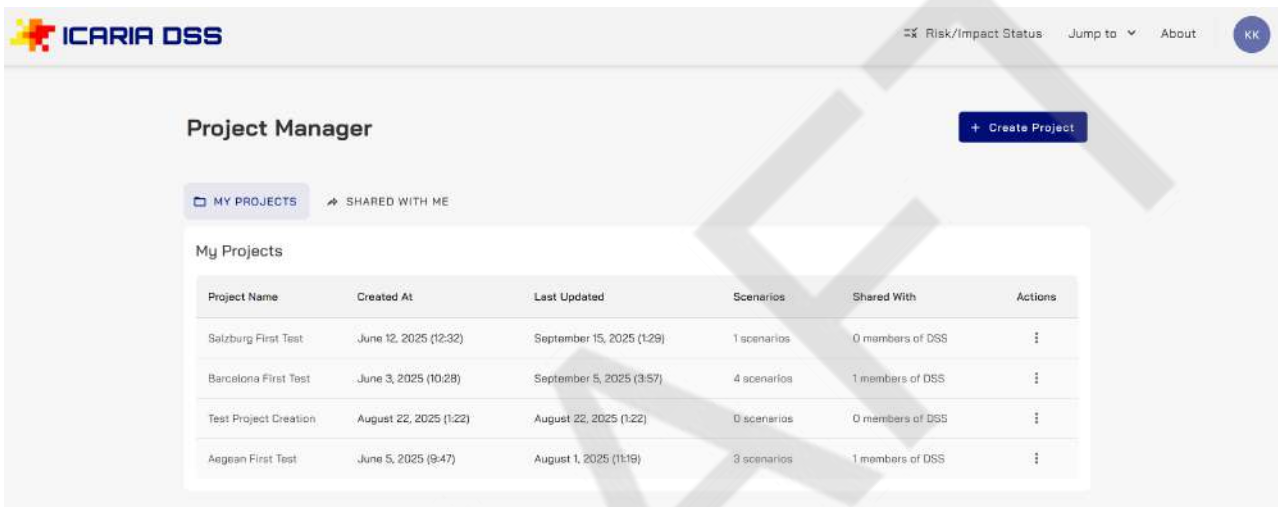 ICARIA DSS
Risk/Impact Status Jump to About KK
Project Manager
+ Create Project
MY PROJECTS SHARED WITH ME
My Projects
Project Name Created At Last Updated Scenarios Shared With Actions
Salzburg First Test June 12, 2025 (12:32) September 15, 2025 (1:29) 1 scenarios 0 members of DSS
Barcelona First Test June 3, 2025 (10:28) September 5, 2025 (3:57) 4 scenarios 1 members of DSS
Test Project Creation August 22, 2025 (1:22) August 22, 2025 (1:22) 0 scenarios 0 members of DSS
Aegean First Test June 5, 2025 (9:47) August 1, 2025 (11:19) 3 scenarios 1 members of DSS